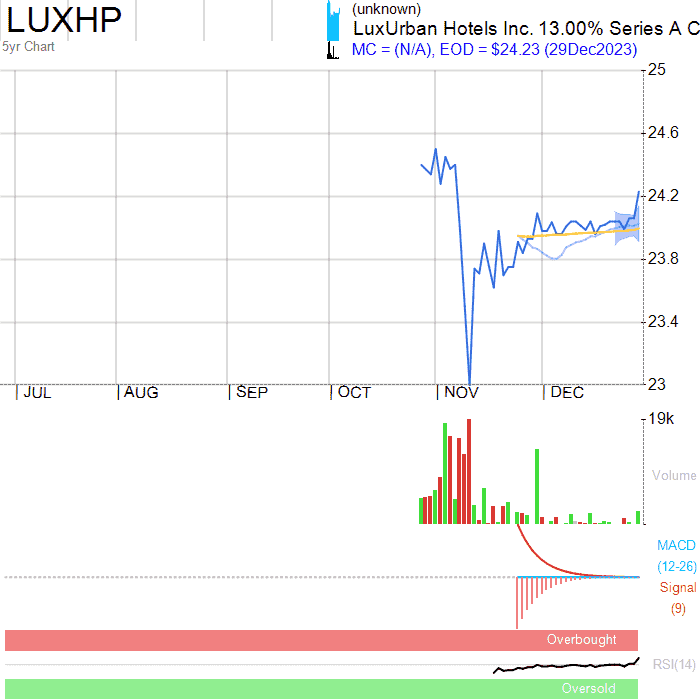 LUXHP
(unknown)
LuxUrban Hotels Inc. 13.00% Series A C
5yr Chart
MC = (N/A), EOD = $24.23 (29Dec2023)
25
24.6
24.2
23.8
23.4
23
JUL AUG SEP OCT NOV DEC
19k
Volume
MACD
(12-26)
Signal
(9)
Overbought
RSI(14)
Oversold